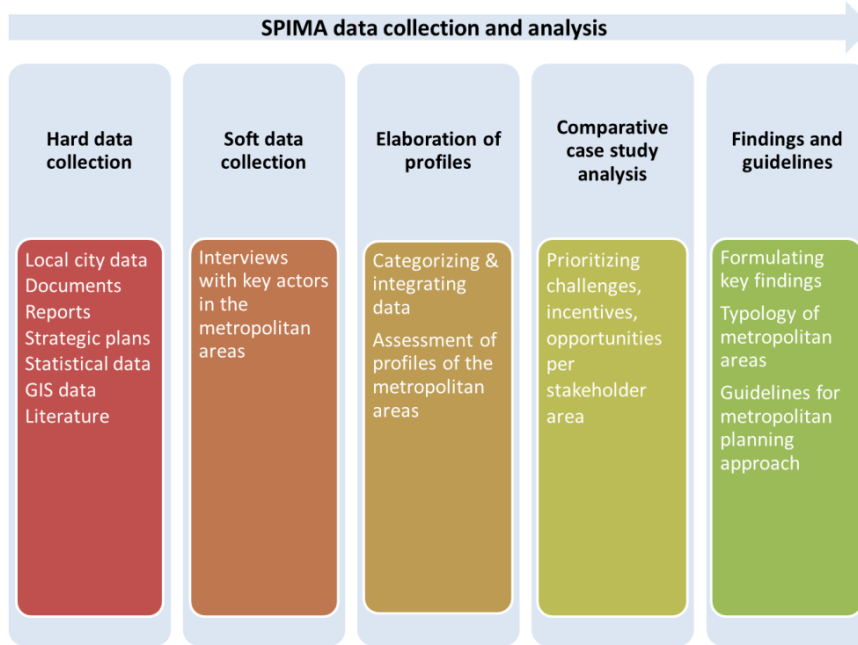 SPIMA data collection and analysis
Hard data
collection
Local city data
Documents
Reports
Strategic plans
Statistical data
GIS data
Literature
Soft data
collection
Interviews
with key actors
in the
metropolitan
areas
Elaboration of
profiles
Categorizing &
integrating
data
Assessment of
profiles of the
metropolitan
areas
Comparative
case study
analysis
Prioritizing
challenges,
incentives,
opportunities
per
stakeholder
area
Findings and
guidelines
Formulating
key findings
Typology of
metropolitan
areas
Guidelines for
metropolitan
planning
approach